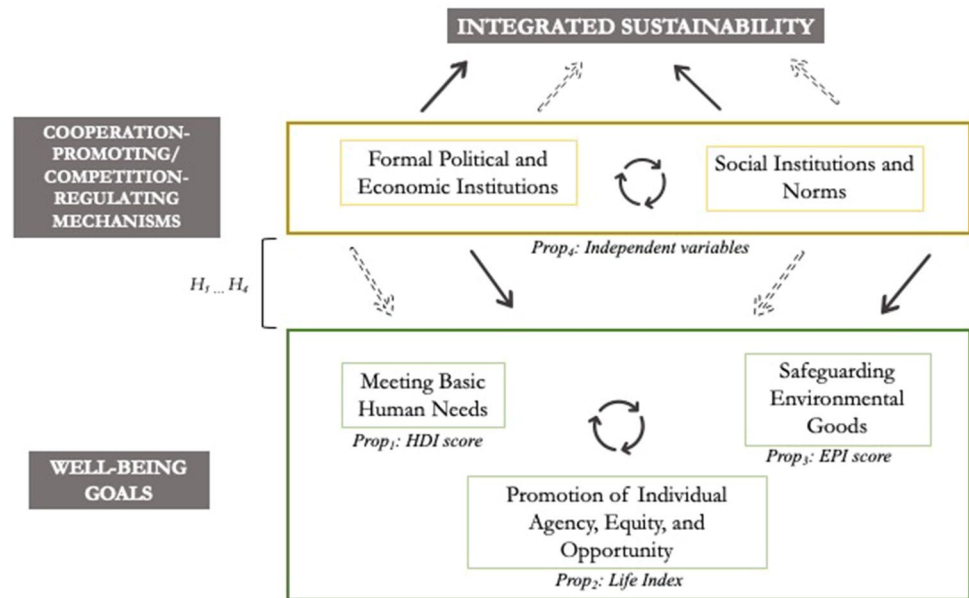 INTEGRATED SUSTAINABILITY
COOPERATION-
PROMOTING/
COMPETITION-
REGULATING
MECHANISMS
Formal Political and
Economic Institutions
Social Institutions and
Norms
Prop₄: Independent variables
H₁ ... H₄
Meeting Basic
Human Needs
Prop₁: HDI score
Safeguarding
Environmental
Goods
Prop₃: EPI score
WELL-BEING
GOALS
Promotion of Individual
Agency, Equity, and
Opportunity
Prop₂: Life Index